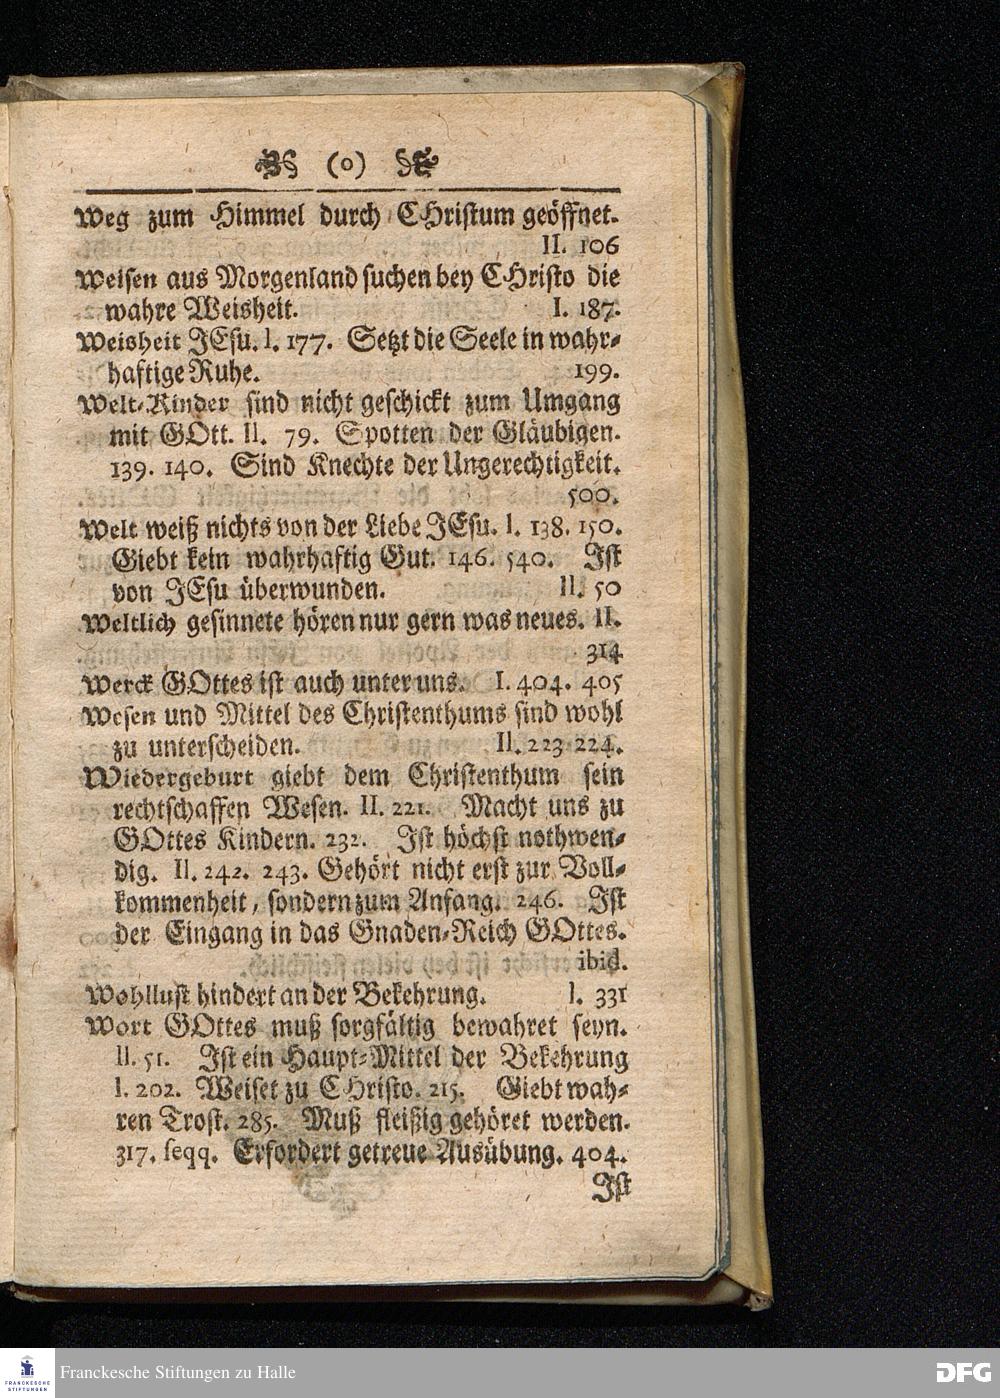 (o)
Weg zum Himmel durch CHristum geöffnet.
II. 106
Weisen aus Morgenland suchen bey CHristo die
wahre Weisheit. I. 187.
Weisheit JEsu. I. 177. Setzt die Seele in wahr-
haftige Ruhe. 199.
Welt-Kinder sind nicht geschickt zum Umgang
mit GOtt. II. 79. Spotten der Gläubigen.
139. 140. Sind Knechte der Ungerechtigkeit.
500.
Welt weiß nichts von der Liebe JEsu. I. 138. 150.
Giebt kein wahrhaftig Gut. 146. 540. Ist
von JEsu überwunden. II. 50
Weltlich gesinnete hören nur gern was neues. II.
314
Werck GOttes ist auch unter uns. I. 404. 405
Wesen und Mittel des Christenthums sind wohl
zu unterscheiden. II. 223 224.
Wiedergeburt giebt dem Christenthum sein
rechtschaffen Wesen. II. 221. Macht uns zu
GOttes Kindern. 232. Ist höchst nothwen-
dig. II. 242. 243. Gehört nicht erst zur Voll-
kommenheit, sondern zum Anfang. 246. Ist
der Eingang in das Gnaden-Reich GOttes.
ibid.
Wohllust hindert an der Bekehrung. I. 331
Wort GOttes muß sorgfältig bewahret seyn.
II. 51. Ist ein Haupt-Mittel der Bekehrung
I. 202. Weiset zu CHristo. 215. Giebt wah-
ren Trost. 285. Muß fleißig gehöret werden.
317. seqq. Erfordert getreue Ausübung. 404.
Ist
FRANCKESCHE
STIFTUNGEN
Franckesche Stiftungen zu Halle
DFG